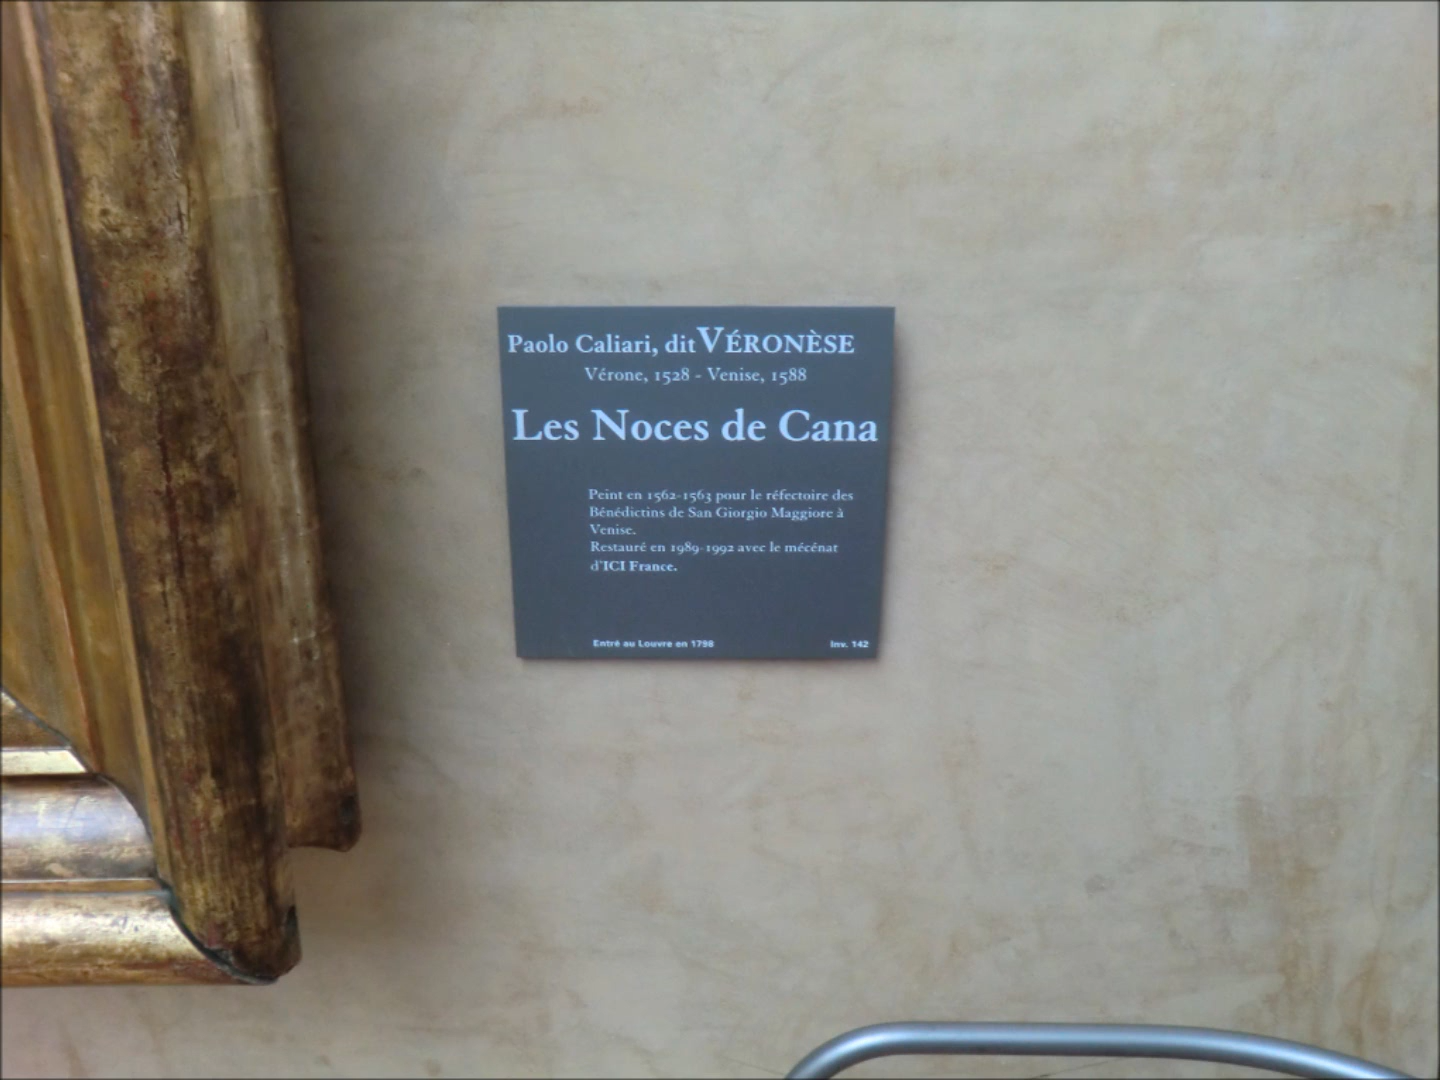 Paolo Caliari, dit VÉRONÈSE
Vérone, 1528 - Venise, 1588
Les Noces de Cana
Peint en 1562-1563 pour le réfectoire des
Bénédictins de San Giorgio Maggiore à
Venise.
Restauré en 1989-1992 avec le mécénat
d'ICI France.
Entré au Louvre en 1798
Inv. 142